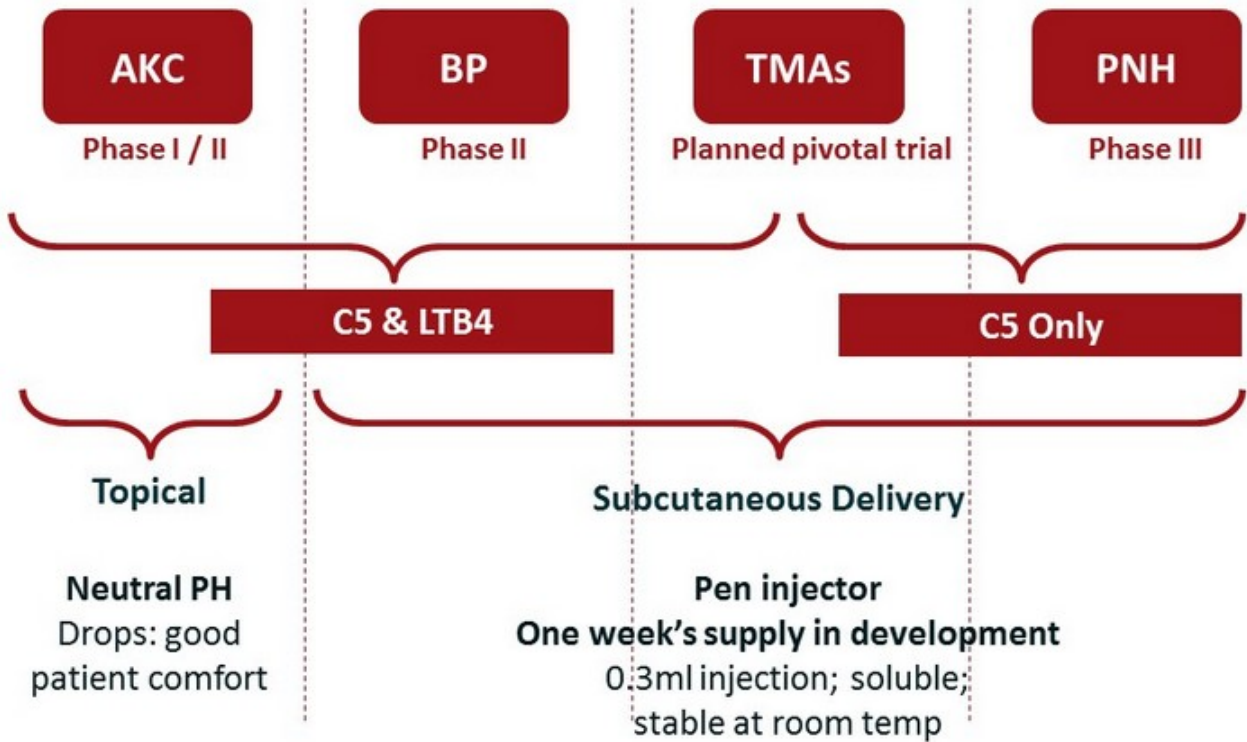 AKC
BP
TMAs
PNH
Phase I / II
Phase II
Planned pivotal trial
Phase III
C5 & LTB4
C5 Only
Topical
Subcutaneous Delivery
Neutral PH
Drops: good
patient comfort
Pen injector
One week's supply in development
0.3ml injection; soluble;
stable at room temp